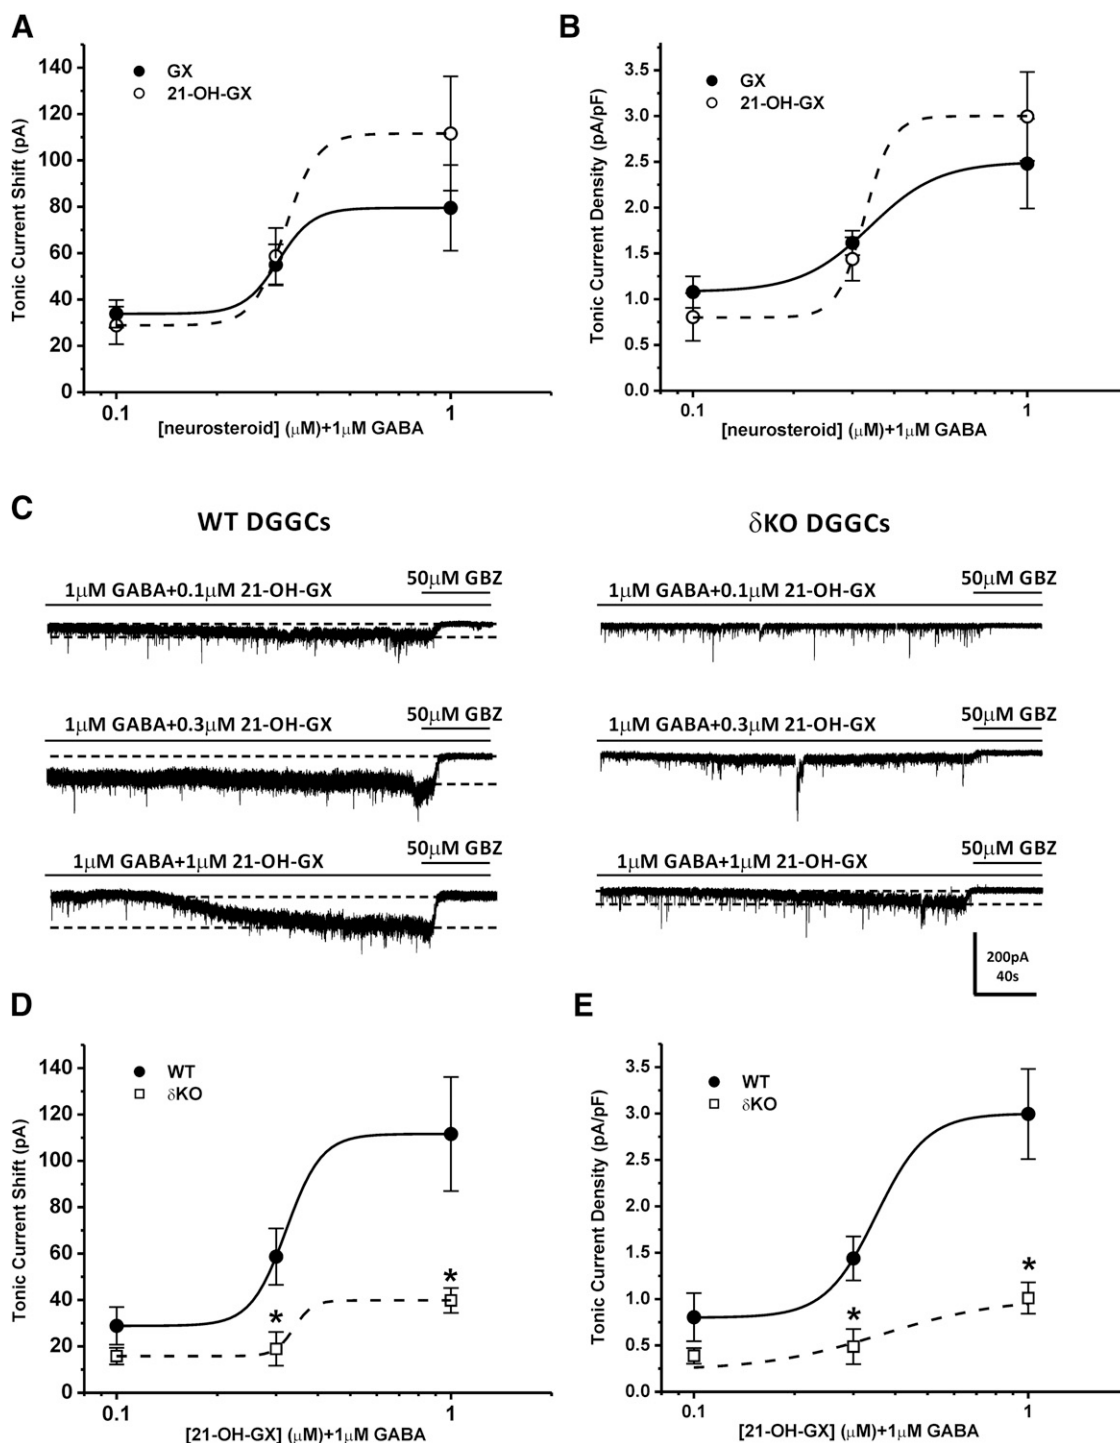 A
Tonic Current Shift (pA)
140
120
100
80
60
40
20
0
GX
21-OH-GX
0.1
1
[neurosteroid] (μM)+1μM GABA
B
Tonic Current Density (pA/pF)
3.5
3.0
2.5
2.0
1.5
1.0
0.5
0.0
GX
21-OH-GX
0.1
1
[neurosteroid] (μM)+1μM GABA
C
WT DGGCs
δKO DGGCs
1μM GABA+0.1μM 21-OH-GX
50μM GBZ
1μM GABA+0.1μM 21-OH-GX
50μM GBZ
1μM GABA+0.3μM 21-OH-GX
50μM GBZ
1μM GABA+0.3μM 21-OH-GX
50μM GBZ
1μM GABA+1μM 21-OH-GX
50μM GBZ
1μM GABA+1μM 21-OH-GX
50μM GBZ
200pA
40s
D
Tonic Current Shift (pA)
140
120
100
80
60
40
20
0
WT
δKO
*
*
0.1
1
[21-OH-GX] (μM)+1μM GABA
E
Tonic Current Density (pA/pF)
3.5
3.0
2.5
2.0
1.5
1.0
0.5
0.0
WT
δKO
*
*
0.1
1
[21-OH-GX] (μM)+1μM GABA